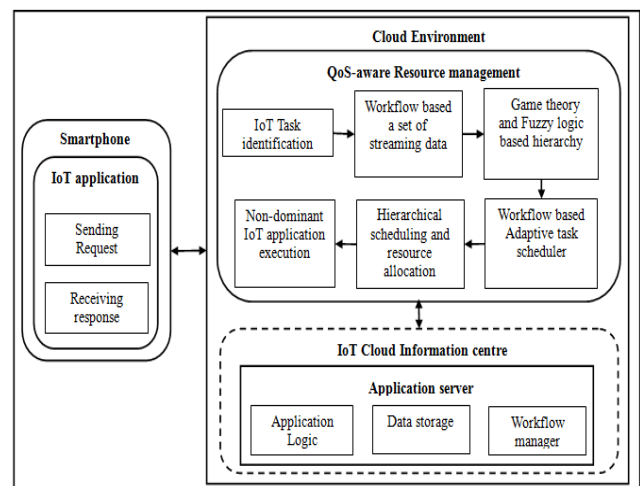 Cloud Environment
QoS-aware Resource management
IoT Task
identification
Workflow based
a set of
streaming data
Game theory
and Fuzzy logic
based hierarchy
Smartphone
IoT application
Sending
Request
Receiving
response
Non-dominant
IoT application
execution
Hierarchical
scheduling and
resource
allocation
Workflow based
Adaptive task
scheduler
IoT Cloud Information centre
Application server
Application
Logic
Data storage
Workflow
manager